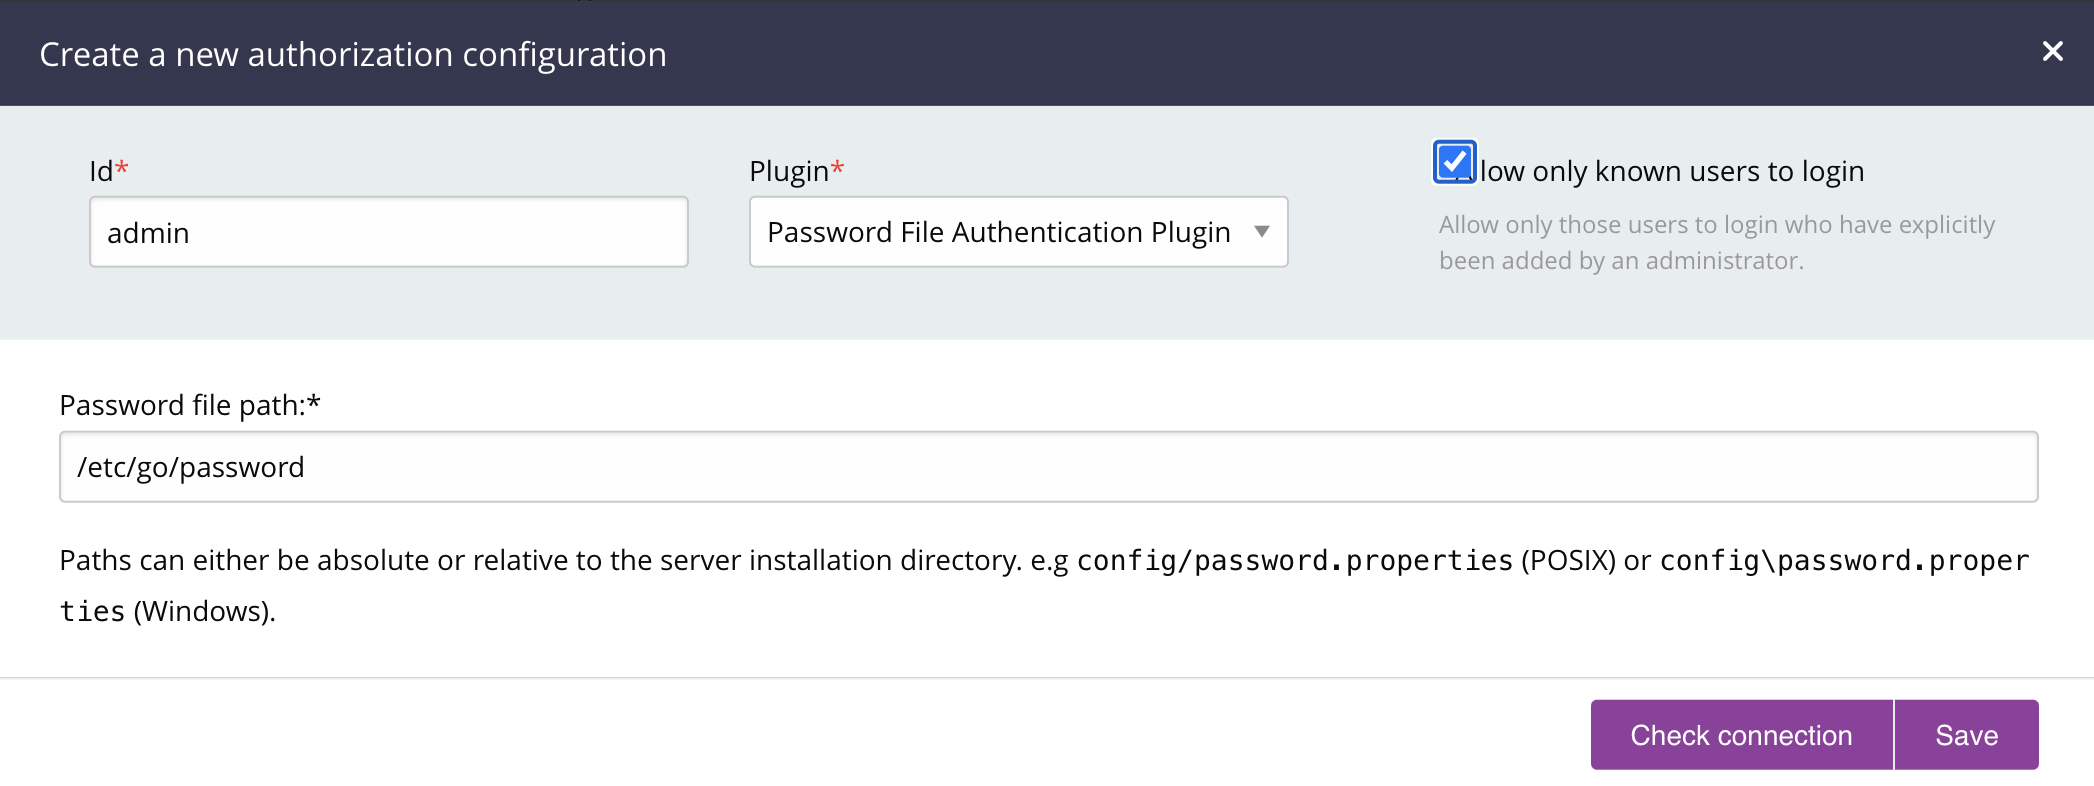 Create a new authorization configuration
Id*
Plugin*
low only known users to login
admin
Password File Authentication Plugin
Allow only those users to login who have explicitly
been added by an administrator.
Password file path:*
/etc/go/password
Paths can either be absolute or relative to the server installation directory. e.g config/password.properties (POSIX) or config\password.proper
ties (Windows).
Check connection
Save